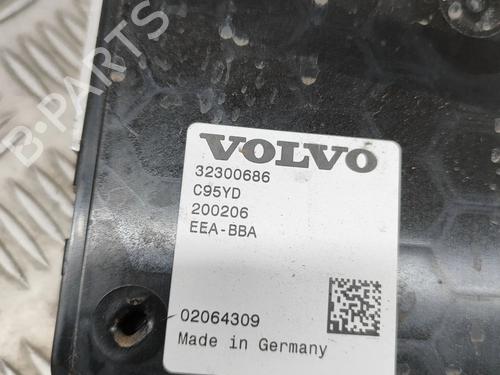 B-PARTS
VOLVO
32300686
C95YD
200206
EEA-BBA
02064309
Made in Germany